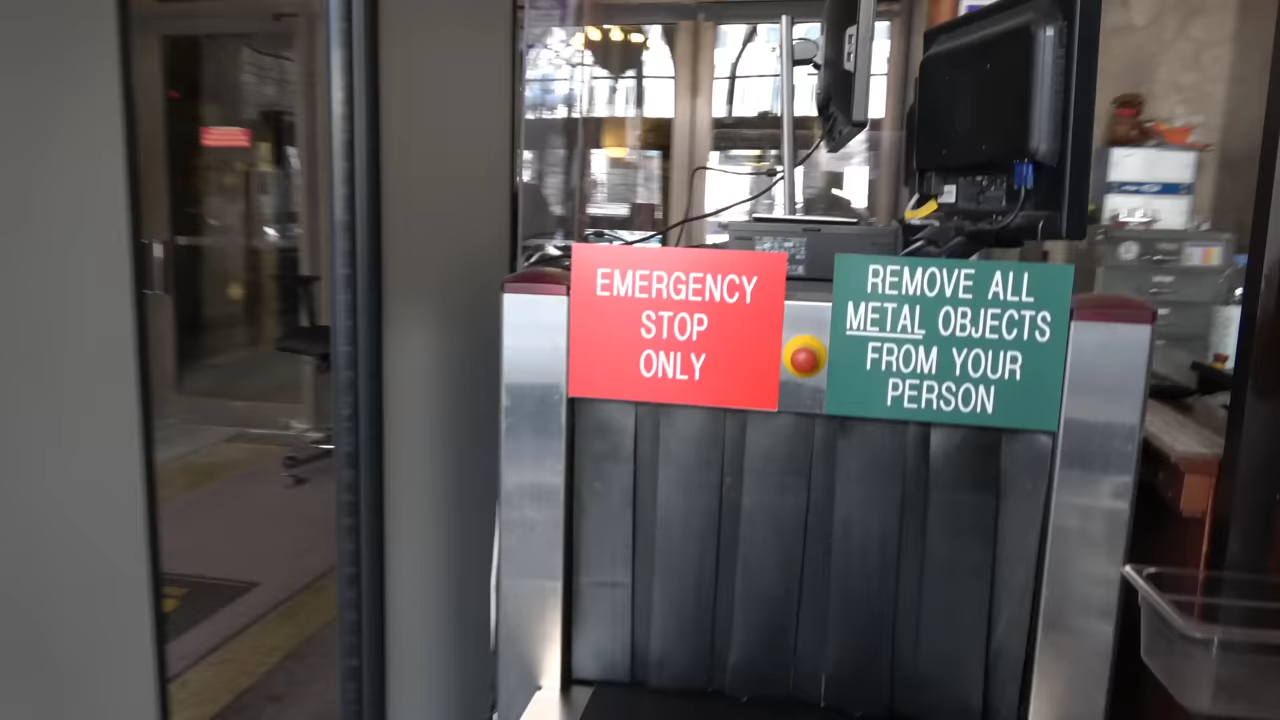 EMERGENCY
STOP
ONLY
REMOVE ALL
METAL OBJECTS
FROM YOUR
PERSON